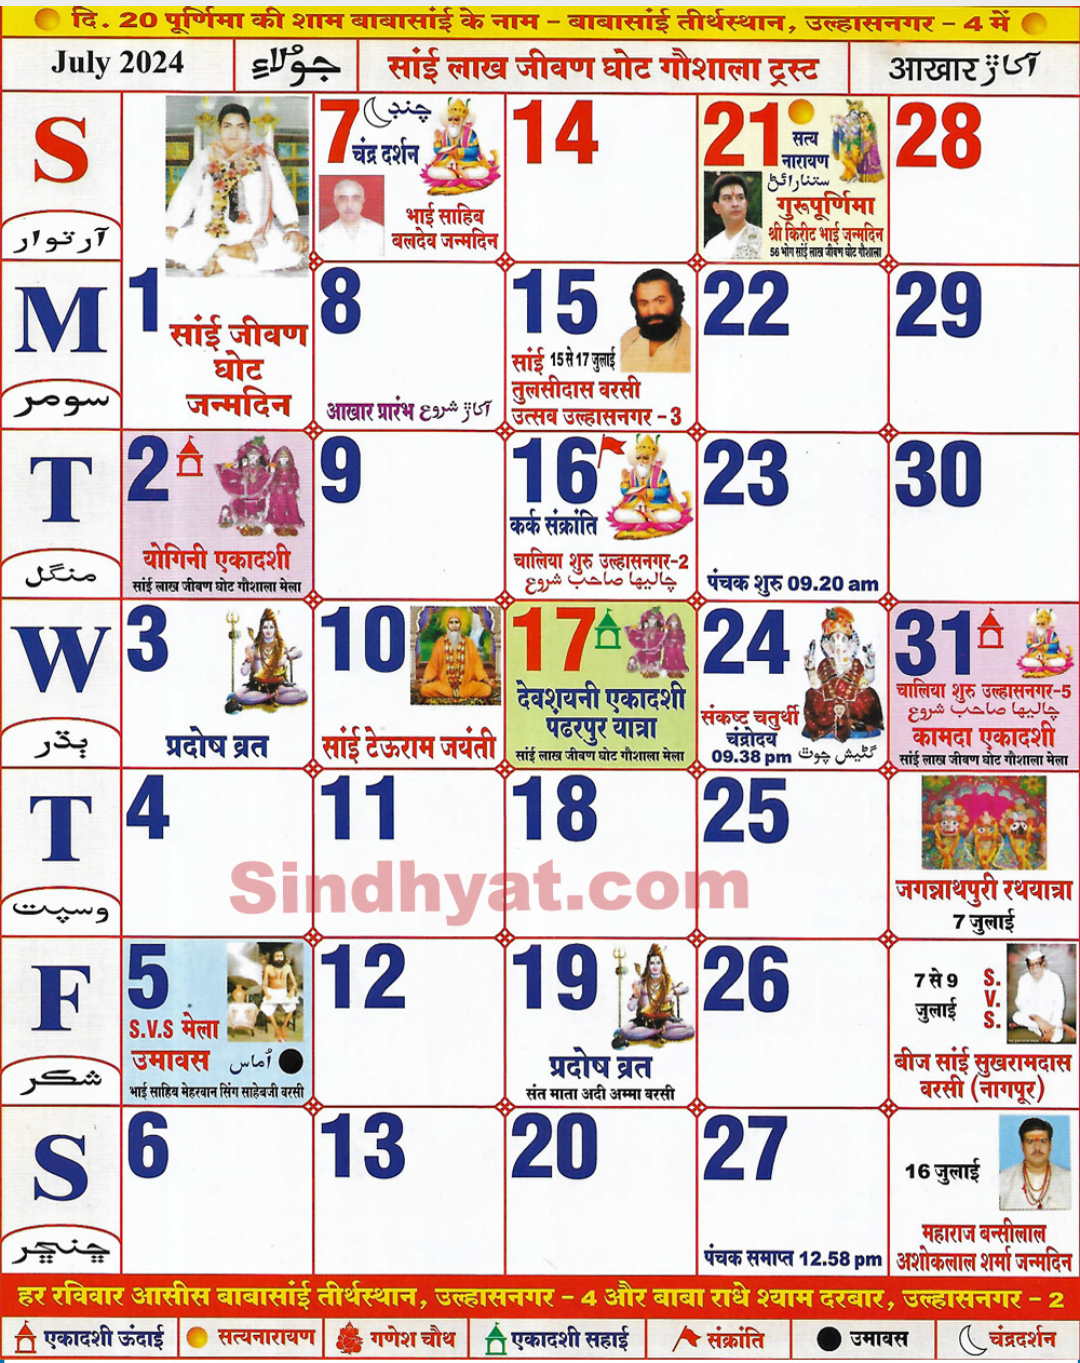 दि. 20 पूर्णिमा की शाम बाबासांई के नाम - बाबासांई तीर्थस्थान, उल्हासनगर - 4 में
July 2024 جولاءِ सांई लाख जीवण घोट गौशाला ट्रस्ट आखार آکاڙ
S
آرتوار
7 چنڊ
चंद्र दर्शन
भाई साहिब
बलदेव जन्मदिन
14
21 सत्य
नारायण
ستنارائڻ
गुरूपूर्णिमा
श्री किरीट भाई जन्मदिन
56 भोग सांई लाख जीवण घोट गौशाला
28
M
سومر
1
सांई जीवण
घोट
जन्मदिन
8
आखार प्रारंभ آکاڙ شروع
15
सांई 15 से 17 जुलाई
तुलसीदास वरसी
उत्सव उल्हासनगर - 3
22
29
T
منگل
2
योगिनी एकादशी
सांई लाख जीवण घोट गौशाला मेला
9
16
कर्क संक्रांति
चालिया शुरु उल्हासनगर-2
چاليها صاحب شروع
23
पंचक शुरु 09.20 am
30
W
ٻڌر
3
प्रदोष व्रत
10
सांई टेऊराम जयंती
17
देवशयनी एकादशी
पंढरपुर यात्रा
सांई लाख जीवण घोट गौशाला मेला
24
संकष्ट चतुर्थी
चंद्रोदय
09.38 pm گڻيش چوٿ
31
चालिया शुरु उल्हासनगर-5
چاليها صاحب شروع
कामदा एकादशी
सांई लाख जीवण घोट गौशाला मेला
T
وسپت
4
11
18
25
जगन्नाथपुरी रथयात्रा
7 जुलाई
Sindhyat.com
F
شڪر
5
S.V.S मेला
उमावस اُماس
भाई साहिब मेहरवान सिंग साहेबजी वरसी
12
19
प्रदोष व्रत
संत माता अदी अम्मा वरसी
26
7 से 9
जुलाई
S.
V.
S.
बीज सांई सुखरामदास
वरसी (नागपूर)
S
ڇنڇر
6
13
20
27
पंचक समाप्त 12.58 pm
16 जुलाई
महाराज बन्सीलाल
अशोकलाल शर्मा जन्मदिन
हर रविवार आसीस बाबासांई तीर्थस्थान, उल्हासनगर - 4 और बाबा राधे श्याम दरबार, उल्हासनगर - 2
एकादशी ऊंदाई सत्यनारायण गणेश चौथ एकादशी सहाई संक्रांति उमावस चंद्रदर्शन